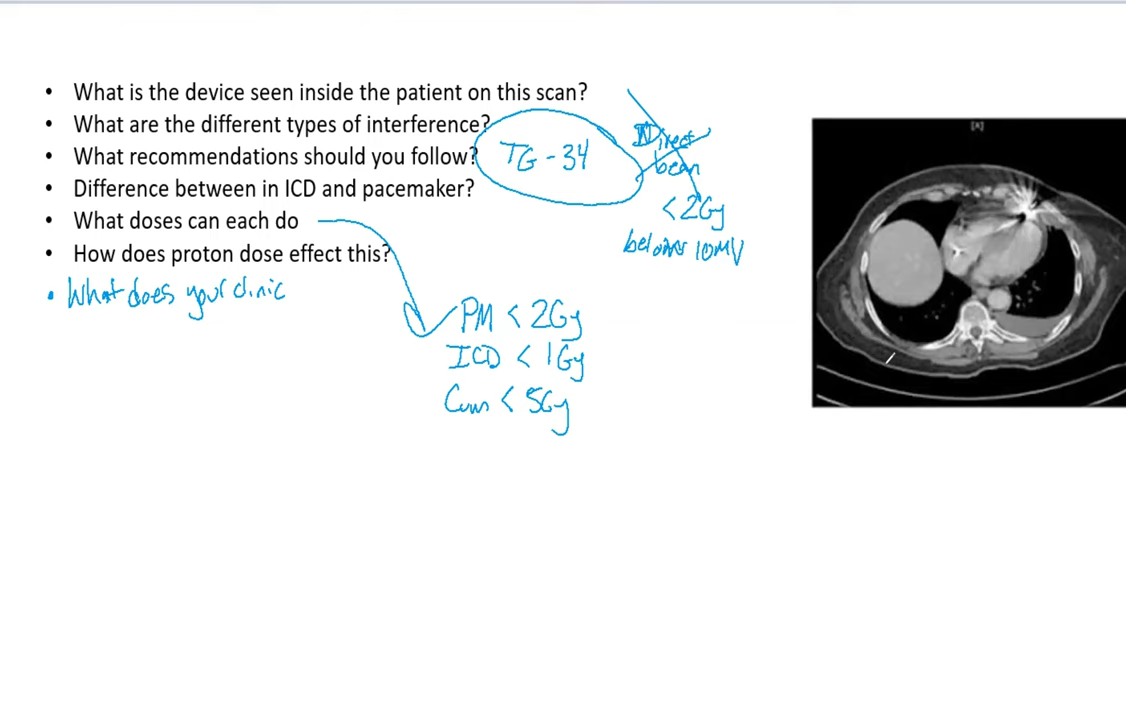 • What is the device seen inside the patient on this scan?
• What are the different types of interference?
• What recommendations should you follow?
• Difference between in ICD and pacemaker?
• What doses can each do
• How does proton dose effect this?
• What does your clinic
TG-34
Direct
beam
< 2Gy
below 10MV
PM < 2Gy
ICD < 1Gy
Cum < 5Gy
[A]